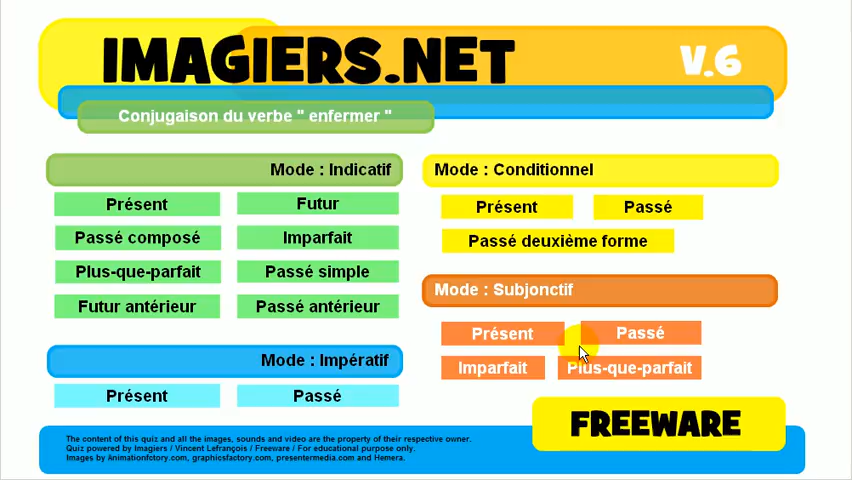 IMAGIERS.NET
V.6
Conjugaison du verbe " enfermer "
Mode : Indicatif
Présent
Futur
Passé composé
Imparfait
Plus-que-parfait
Passé simple
Futur antérieur
Passé antérieur
Mode : Impératif
Présent
Passé
Mode : Conditionnel
Présent
Passé
Passé deuxième forme
Mode : Subjonctif
Présent
Passé
Imparfait
Plus-que-parfait
FREEWARE
The content of this quiz and all the images, sounds and video are the property of their respective owner.
Quiz powered by Imagiers / Vincent Lefrançois / Freeware / For educational purpose only.
Images by Animationfctory.com, graphicsfactory.com, presentermedia.com and Hemera.